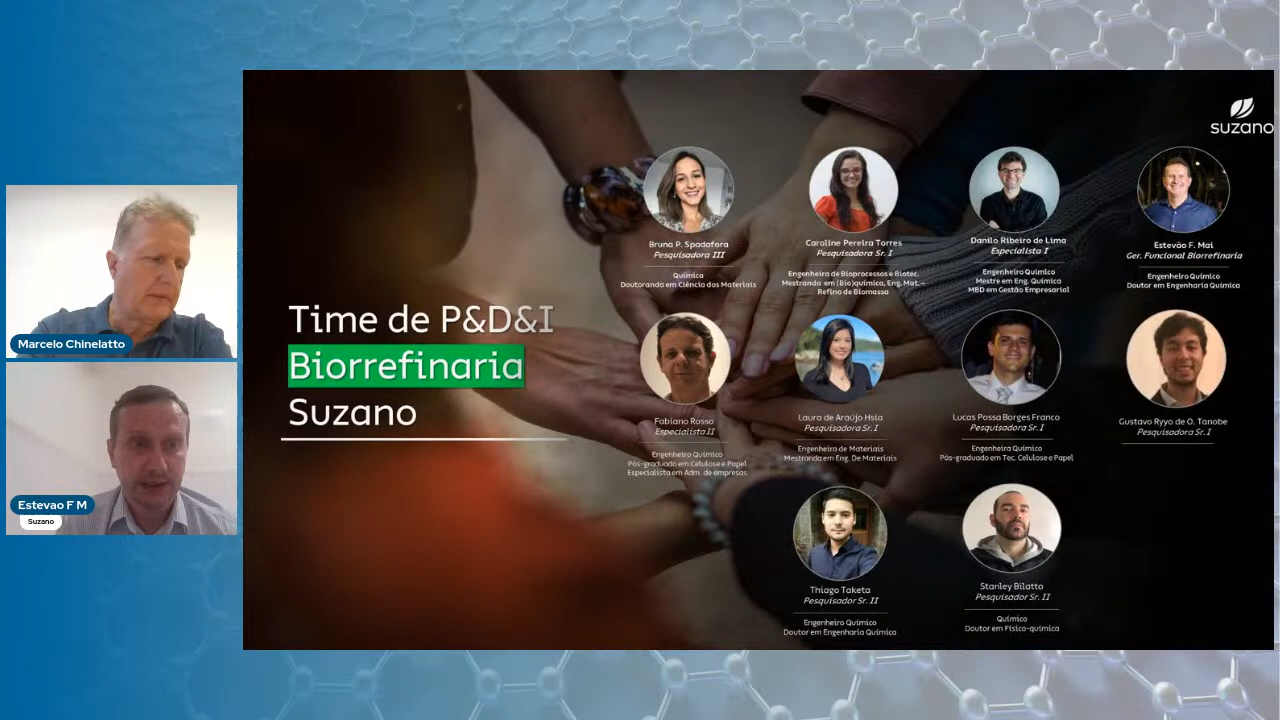 suzano
Bruna P. Spadafora
Pesquisadora III
Química
Doutoranda em Ciência dos Materiais
Caroline Pereira Torres
Pesquisadora Sr. I
Engenheira de Bioprocessos e Biotec.
Mestranda em (Bio)química, Eng. Mat.–
Refino de Biomassa
Danilo Ribeiro de Lima
Especialista I
Engenheiro Químico
Mestre em Eng. Química
MBD em Gestão Empresarial
Estevão F. Mai
Ger. Funcional Biorrefinaria
Engenheiro Químico
Doutor em Engenharia Química
Time de P&D&I
Biorrefinaria
Suzano
Fabiano Rosso
Especialista II
Engenheiro Químico
Pós-graduado em Celulose e Papel
Especialista em Adm. de empresas
Laura de Araújo Hsia
Pesquisadora Sr. I
Engenheira de Materiais
Mestranda em Eng. De Materiais
Lucas Possa Borges Franco
Pesquisadora Sr. I
Engenheira Química
Pós-graduado em Tec. Celulose e Papel
Gustavo Ryyo de O. Tanobe
Pesquisadora Sr. I
Thiago Taketa
Pesquisador Sr. II
Engenheiro Químico
Doutor em Engenharia Química
Stanley Bilatto
Pesquisador Sr. II
Químico
Doutor em Físico-química
Marcelo Chinelatto
Estevao F M
Suzano